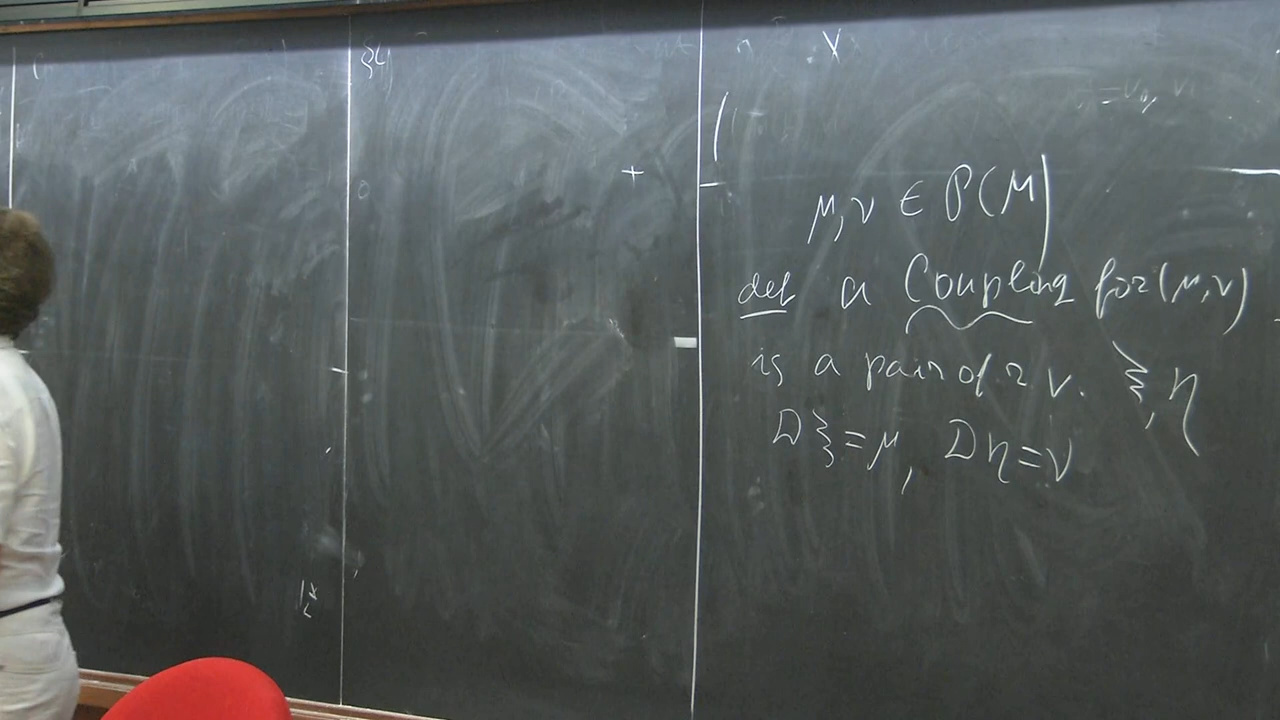 μ, ν ∈ P(M)
def a Coupling for (μ, ν)
is a pair of r v. ξ, η
Dξ = μ, Dη = ν